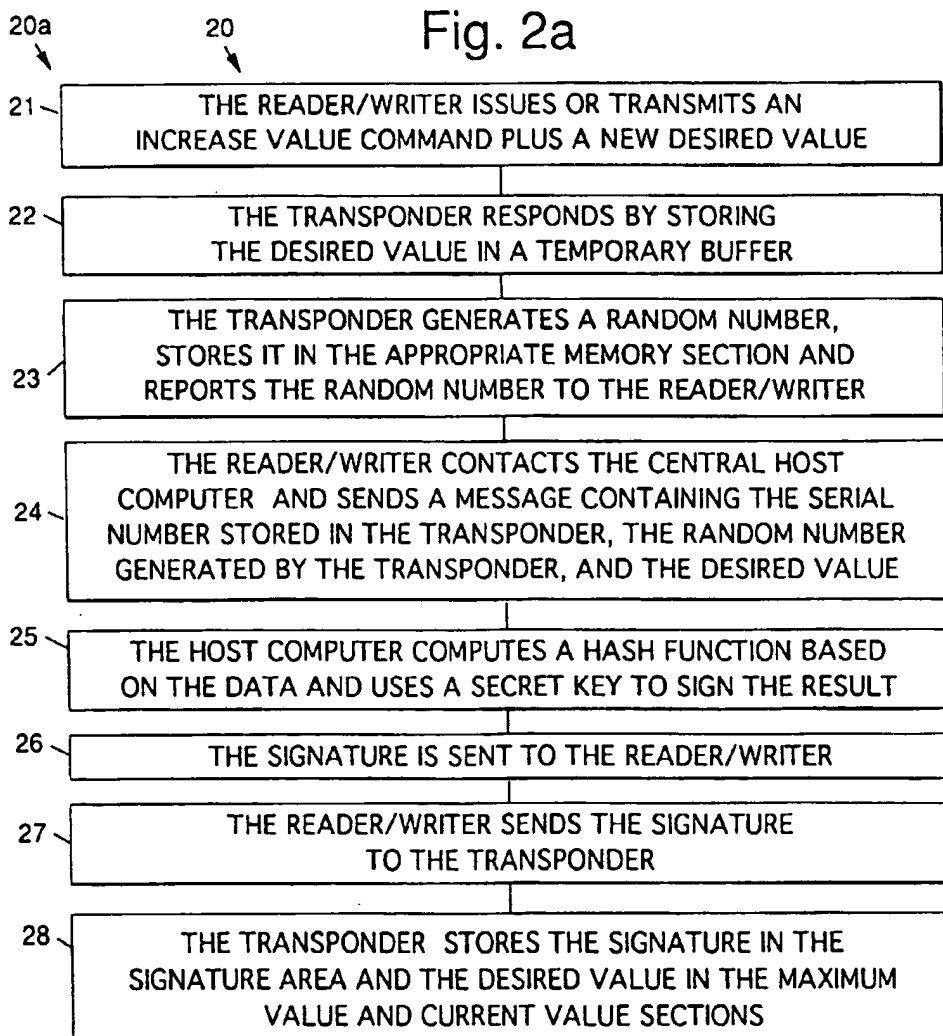 20a
20
Fig. 2a
21
THE READER/WRITER ISSUES OR TRANSMITS AN
INCREASE VALUE COMMAND PLUS A NEW DESIRED VALUE
22
THE TRANSPONDER RESPONDS BY STORING
THE DESIRED VALUE IN A TEMPORARY BUFFER
23
THE TRANSPONDER GENERATES A RANDOM NUMBER,
STORES IT IN THE APPROPRIATE MEMORY SECTION AND
REPORTS THE RANDOM NUMBER TO THE READER/WRITER
24
THE READER/WRITER CONTACTS THE CENTRAL HOST
COMPUTER AND SENDS A MESSAGE CONTAINING THE SERIAL
NUMBER STORED IN THE TRANSPONDER, THE RANDOM NUMBER
GENERATED BY THE TRANSPONDER, AND THE DESIRED VALUE
25
THE HOST COMPUTER COMPUTES A HASH FUNCTION BASED
ON THE DATA AND USES A SECRET KEY TO SIGN THE RESULT
26
THE SIGNATURE IS SENT TO THE READER/WRITER
27
THE READER/WRITER SENDS THE SIGNATURE
TO THE TRANSPONDER
28
THE TRANSPONDER STORES THE SIGNATURE IN THE
SIGNATURE AREA AND THE DESIRED VALUE IN THE MAXIMUM
VALUE AND CURRENT VALUE SECTIONS